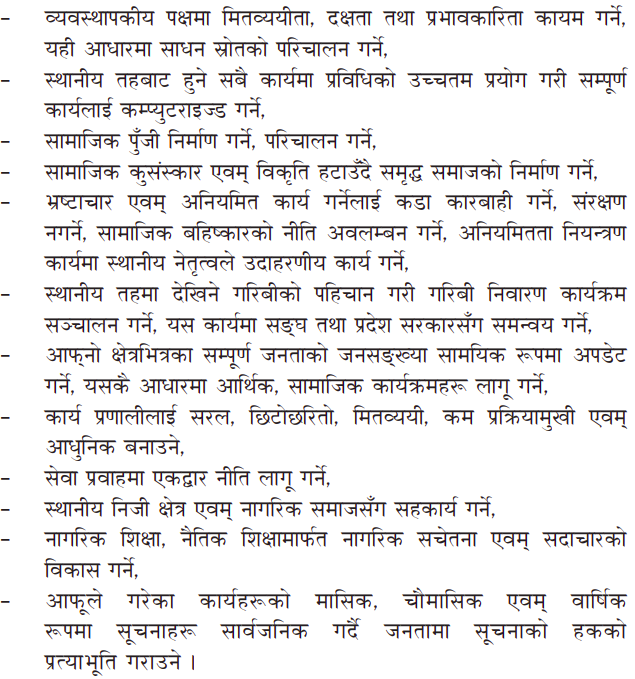 – व्यवस्थापकीय पक्षमा मितव्ययीता, दक्षता तथा प्रभावकारिता कायम गर्ने,
यही आधारमा साधन स्रोतको परिचालन गर्ने,
– स्थानीय तहबाट हुने सबै कार्यमा प्रविधिको उच्चतम प्रयोग गरी सम्पूर्ण
कार्यलाई कम्प्युटराइज्ड गर्ने,
– सामाजिक पुँजी निर्माण गर्ने, परिचालन गर्ने,
– सामाजिक कुसंस्कार एवम् विकृति हटाउँदै समृद्ध समाजको निर्माण गर्ने,
– भ्रष्टाचार एवम् अनियमित कार्य गर्नेलाई कडा कारबाही गर्ने, संरक्षण
नगर्ने, सामाजिक बहिष्कारको नीति अवलम्बन गर्ने, अनियमितता नियन्त्रण
कार्यमा स्थानीय नेतृत्वले उदाहरणीय कार्य गर्ने,
– स्थानीय तहमा देखिने गरिबीको पहिचान गरी गरिबी निवारण कार्यक्रम
सञ्चालन गर्ने, यस कार्यमा सङ्घ तथा प्रदेश सरकारसँग समन्वय गर्ने,
– आफ्नो क्षेत्रभित्रका सम्पूर्ण जनताको जनसङ्ख्या सामयिक रूपमा अपडेट
गर्ने, यसकै आधारमा आर्थिक, सामाजिक कार्यक्रमहरू लागू गर्ने,
– कार्य प्रणालीलाई सरल, छिटोछरितो, मितव्ययी, कम प्रक्रियामुखी एवम्
आधुनिक बनाउने,
– सेवा प्रवाहमा एकद्वार नीति लागू गर्ने,
– स्थानीय निजी क्षेत्र एवम् नागरिक समाजसँग सहकार्य गर्ने,
– नागरिक शिक्षा, नैतिक शिक्षामार्फत नागरिक सचेतना एवम् सदाचारको
विकास गर्ने,
– आफूले गरेका कार्यहरूको मासिक, चौमासिक एवम् वार्षिक
रूपमा सूचनाहरू सार्वजनिक गर्दै जनतामा सूचनाको हकको
प्रत्याभूति गराउने ।